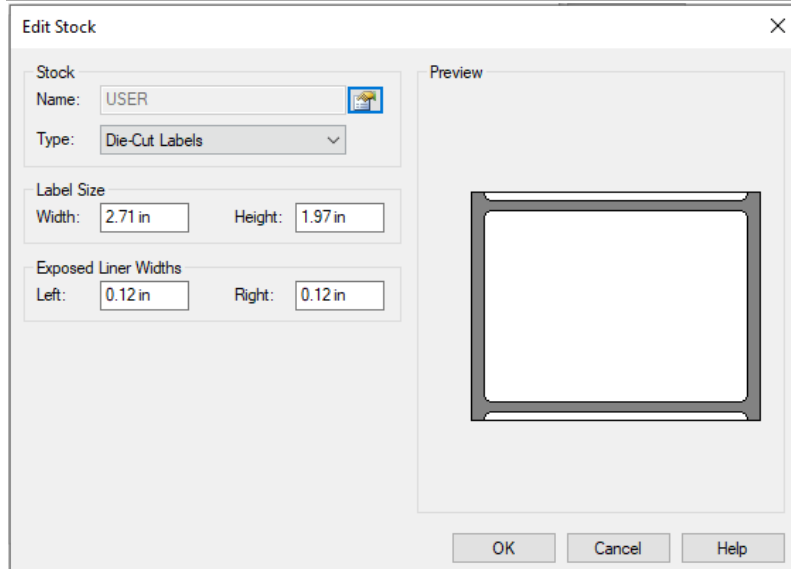 Edit Stock
Stock
Name: USER
Type: Die-Cut Labels
Label Size
Width: 2.71 in Height: 1.97 in
Exposed Liner Widths
Left: 0.12 in Right: 0.12 in
Preview
OK Cancel Help